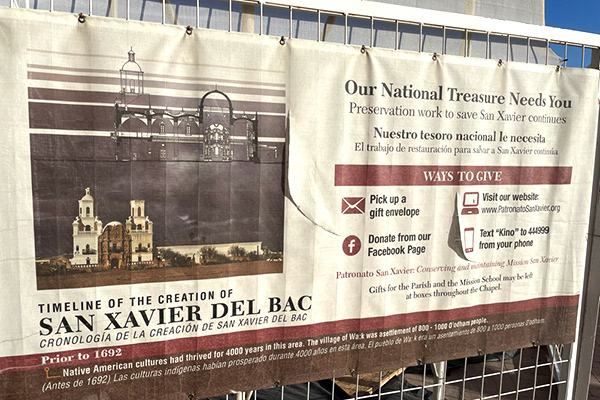 Our National Treasure Needs You
Preservation work to save San Xavier continues
Nuestro tesoro nacional le necesita
El trabajo de restauración para salvar a San Xavier continúa
WAYS TO GIVE
Pick up a
gift envelope
Visit our website:
www.PatronatoSanXavier.org
Donate from our
Facebook Page
Text “Kino” to 444999
from your phone
Patronato San Xavier: Conserving and maintaining Mission San Xavier
Gifts for the Parish and the Mission School may be left
at boxes throughout the Chapel.
TIMELINE OF THE CREATION OF
SAN XAVIER DEL BAC
CRONOLOGÍA DE LA CREACIÓN DE SAN XAVIER DEL BAC
Prior to 1692
Native American cultures had thrived for 4000 years in this area. The village of Wa:k was asettlement of 800 - 1000 O'odham people.
(Antes de 1692) Las culturas indígenas habían prosperado durante 4000 años en esta área. El pueblo de Wa:k era un asentamiento de 800 a 1000 personas O'odham.